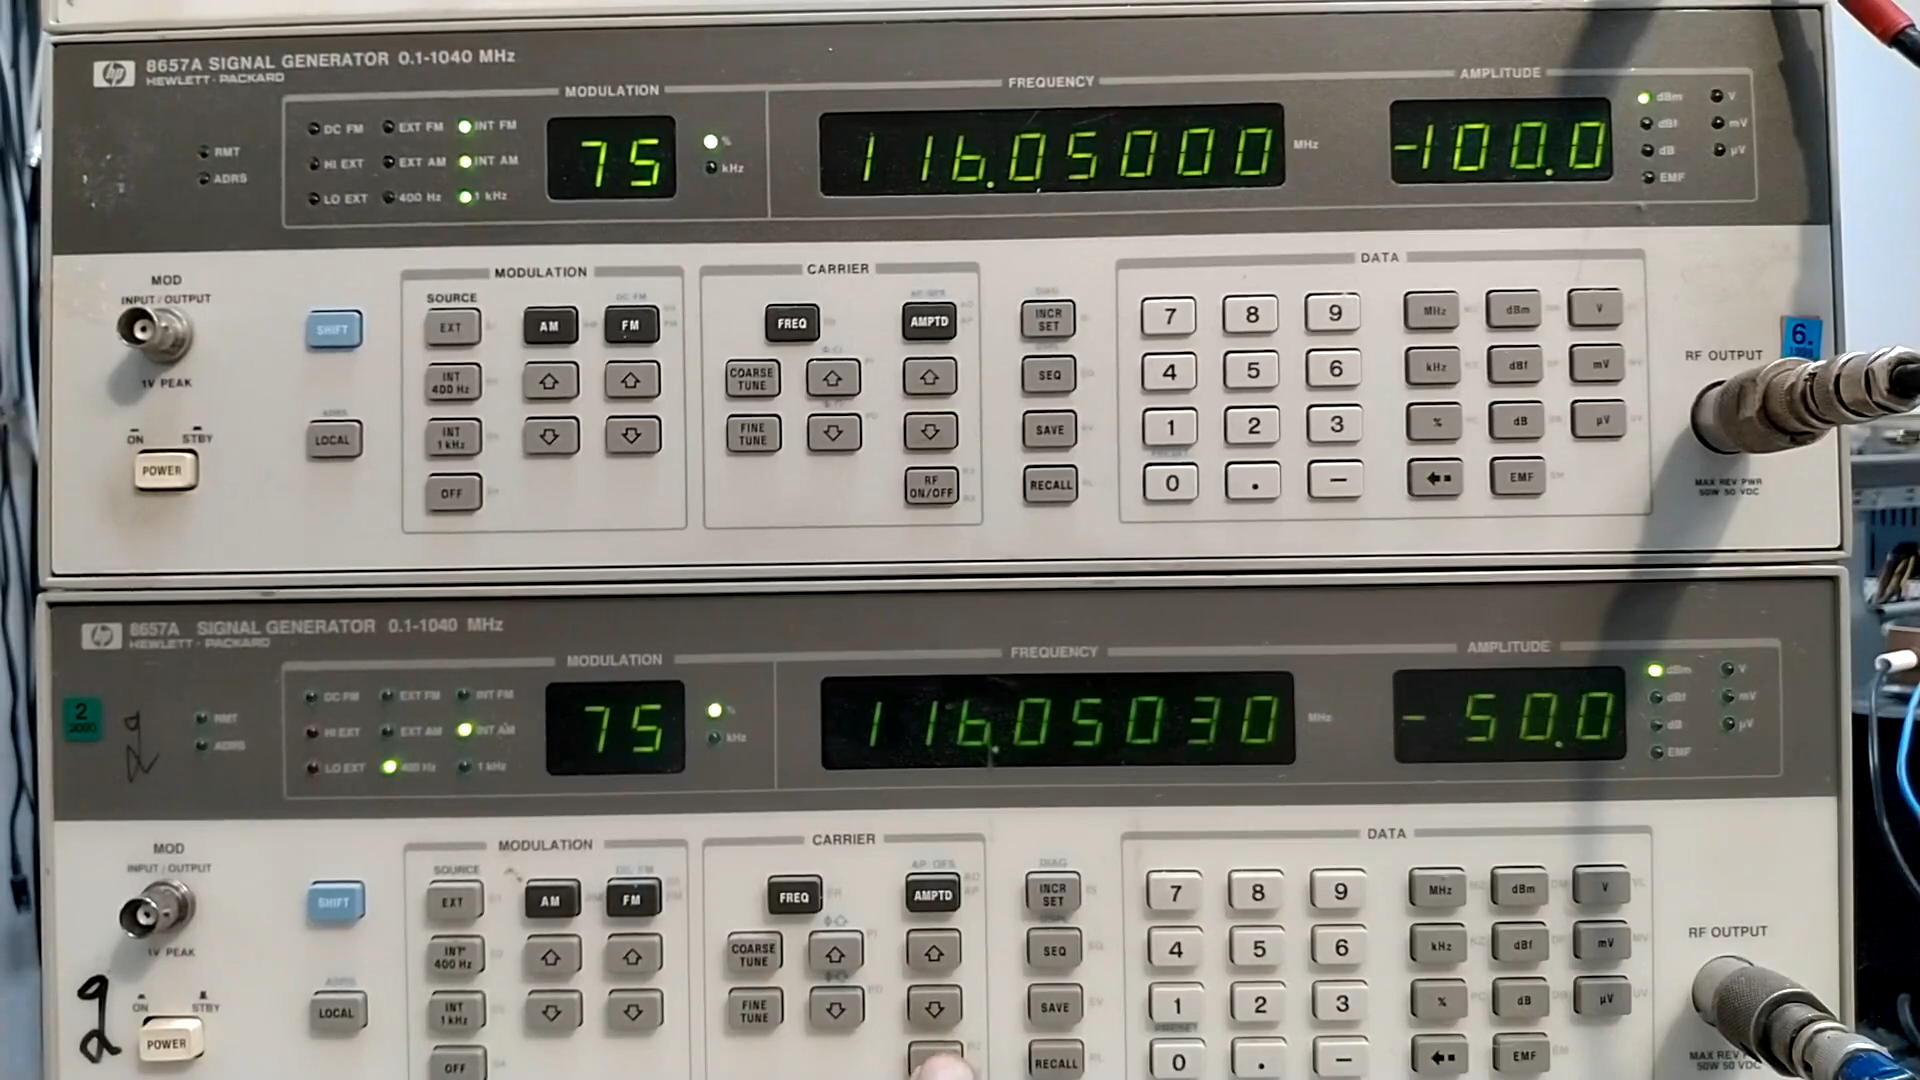 hp 8657A SIGNAL GENERATOR 0.1-1040 MHz
HEWLETT · PACKARD
MODULATION FREQUENCY AMPLITUDE
RMT
ADRS
DC FM EXT FM INT FM
HI EXT EXT AM INT AM
LO EXT 400 Hz 1 kHz
75
%
kHz
116.05000 MHz
-100.0
dBm V
dBf mV
dB µV
EMF
MOD
INPUT / OUTPUT
1V PEAK
ON STBY
POWER
SHIFT
ADRS
LOCAL
MODULATION
SOURCE
EXT AM FM
INT 400 Hz
INT 1 kHz
OFF
CARRIER
FREQ AMPTD
COARSE TUNE
FINE TUNE
RF ON/OFF
INCR SET
SEQ
SAVE
RECALL
DATA
7 8 9 MHz dBm V
4 5 6 kHz dBf mV
1 2 3 % dB µV
0 . – EMF
6.
RF OUTPUT
MAX REV PWR
50W 50 VDC
hp 8657A SIGNAL GENERATOR 0.1-1040 MHz
HEWLETT · PACKARD
MODULATION FREQUENCY AMPLITUDE
2
RMT
ADRS
DC FM EXT FM INT FM
HI EXT EXT AM INT AM
LO EXT 400 Hz 1 kHz
75
%
kHz
116.05030 MHz
- 50.0
dBm V
dBf mV
dB µV
EMF
MOD
INPUT / OUTPUT
1V PEAK
ON STBY
POWER
SHIFT
LOCAL
MODULATION
SOURCE
EXT AM FM
INT 400 Hz
INT 1 kHz
OFF
CARRIER
FREQ AMPTD
COARSE TUNE
FINE TUNE
DIAG
INCR SET
SEQ
SAVE
RECALL
DATA
7 8 9 MHz dBm V
4 5 6 kHz dBf mV
1 2 3 % dB µV
0 . – EMF
RF OUTPUT
MAX REV
50W 50 VDC